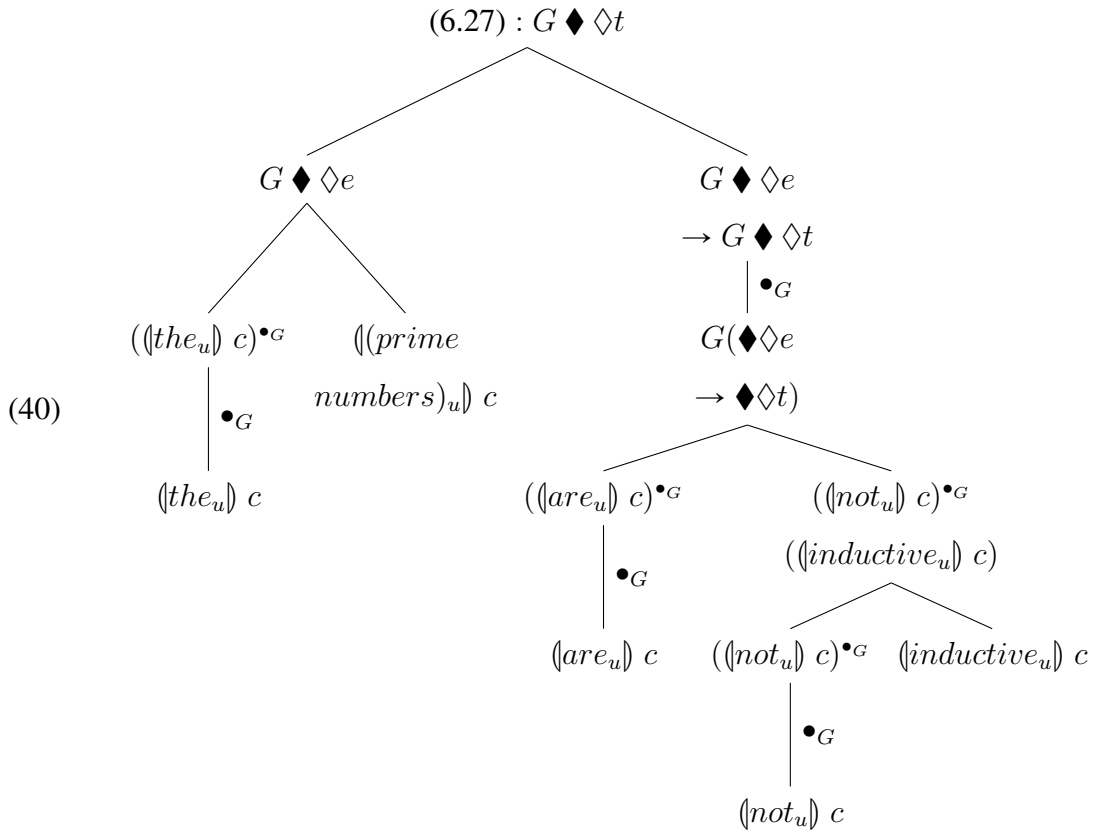 (6.27) : G ♦ ◊t
G ♦ ◊e
G ♦ ◊e
→ G ♦ ◊t
•G
((⦇the_u⦈) c)^•G
⦇(prime
G(♦◊e
numbers)_u⦈ c
→ ♦◊t)
(40)
•G
⦇the_u⦈ c
((⦇are_u⦈) c)^•G
((⦇not_u⦈) c)^•G
((⦇inductive_u⦈) c)
•G
⦇are_u⦈ c
((⦇not_u⦈) c)^•G
⦇inductive_u⦈ c
•G
⦇not_u⦈ c